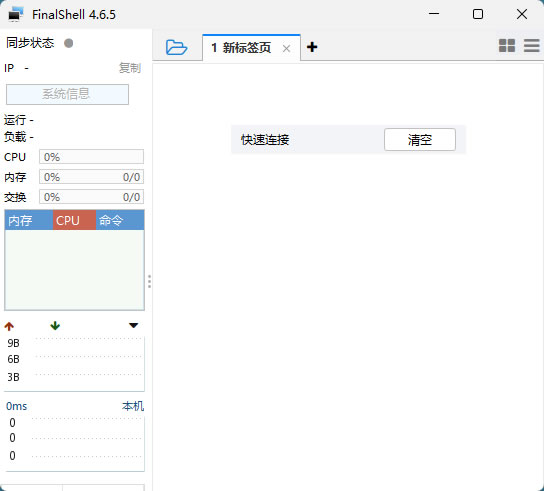 FinalShell 4.6.5
同步状态
IP -
复制
系统信息
运行 -
负载 -
CPU 0%
内存 0% 0/0
交换 0% 0/0
内存 CPU 命令
9B
6B
3B
0ms 本机
0
0
0
1 新标签页
快速连接 清空